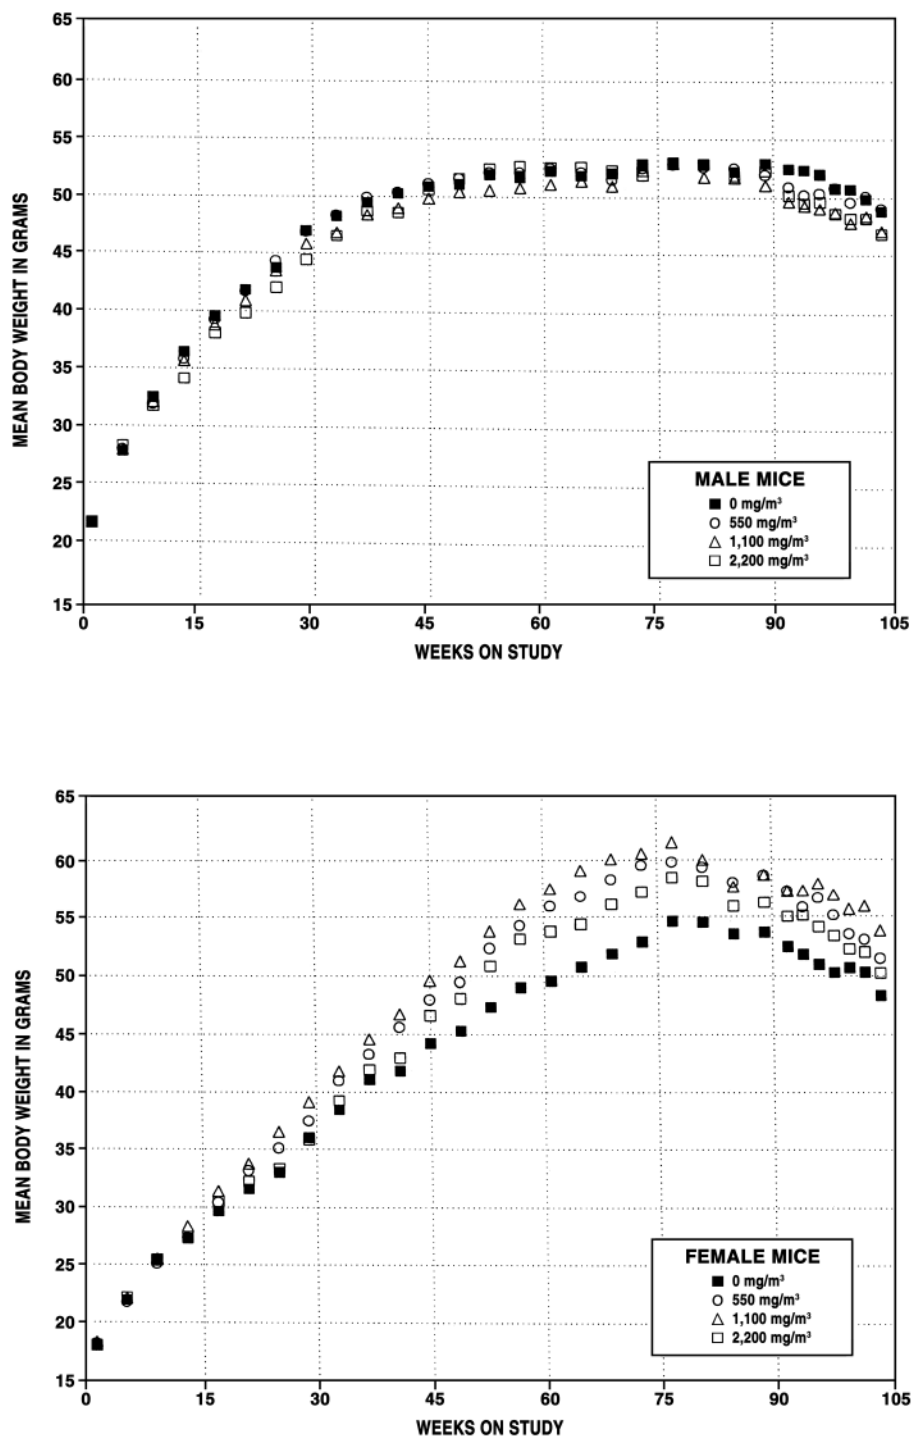 65
60
55
50
45
40
35
30
25
20
15
MEAN BODY WEIGHT IN GRAMS
MALE MICE
0 mg/m³
550 mg/m³
1,100 mg/m³
2,200 mg/m³
0 15 30 45 60 75 90 105
WEEKS ON STUDY
65
60
55
50
45
40
35
30
25
20
15
MEAN BODY WEIGHT IN GRAMS
FEMALE MICE
0 mg/m³
550 mg/m³
1,100 mg/m³
2,200 mg/m³
0 15 30 45 60 75 90 105
WEEKS ON STUDY